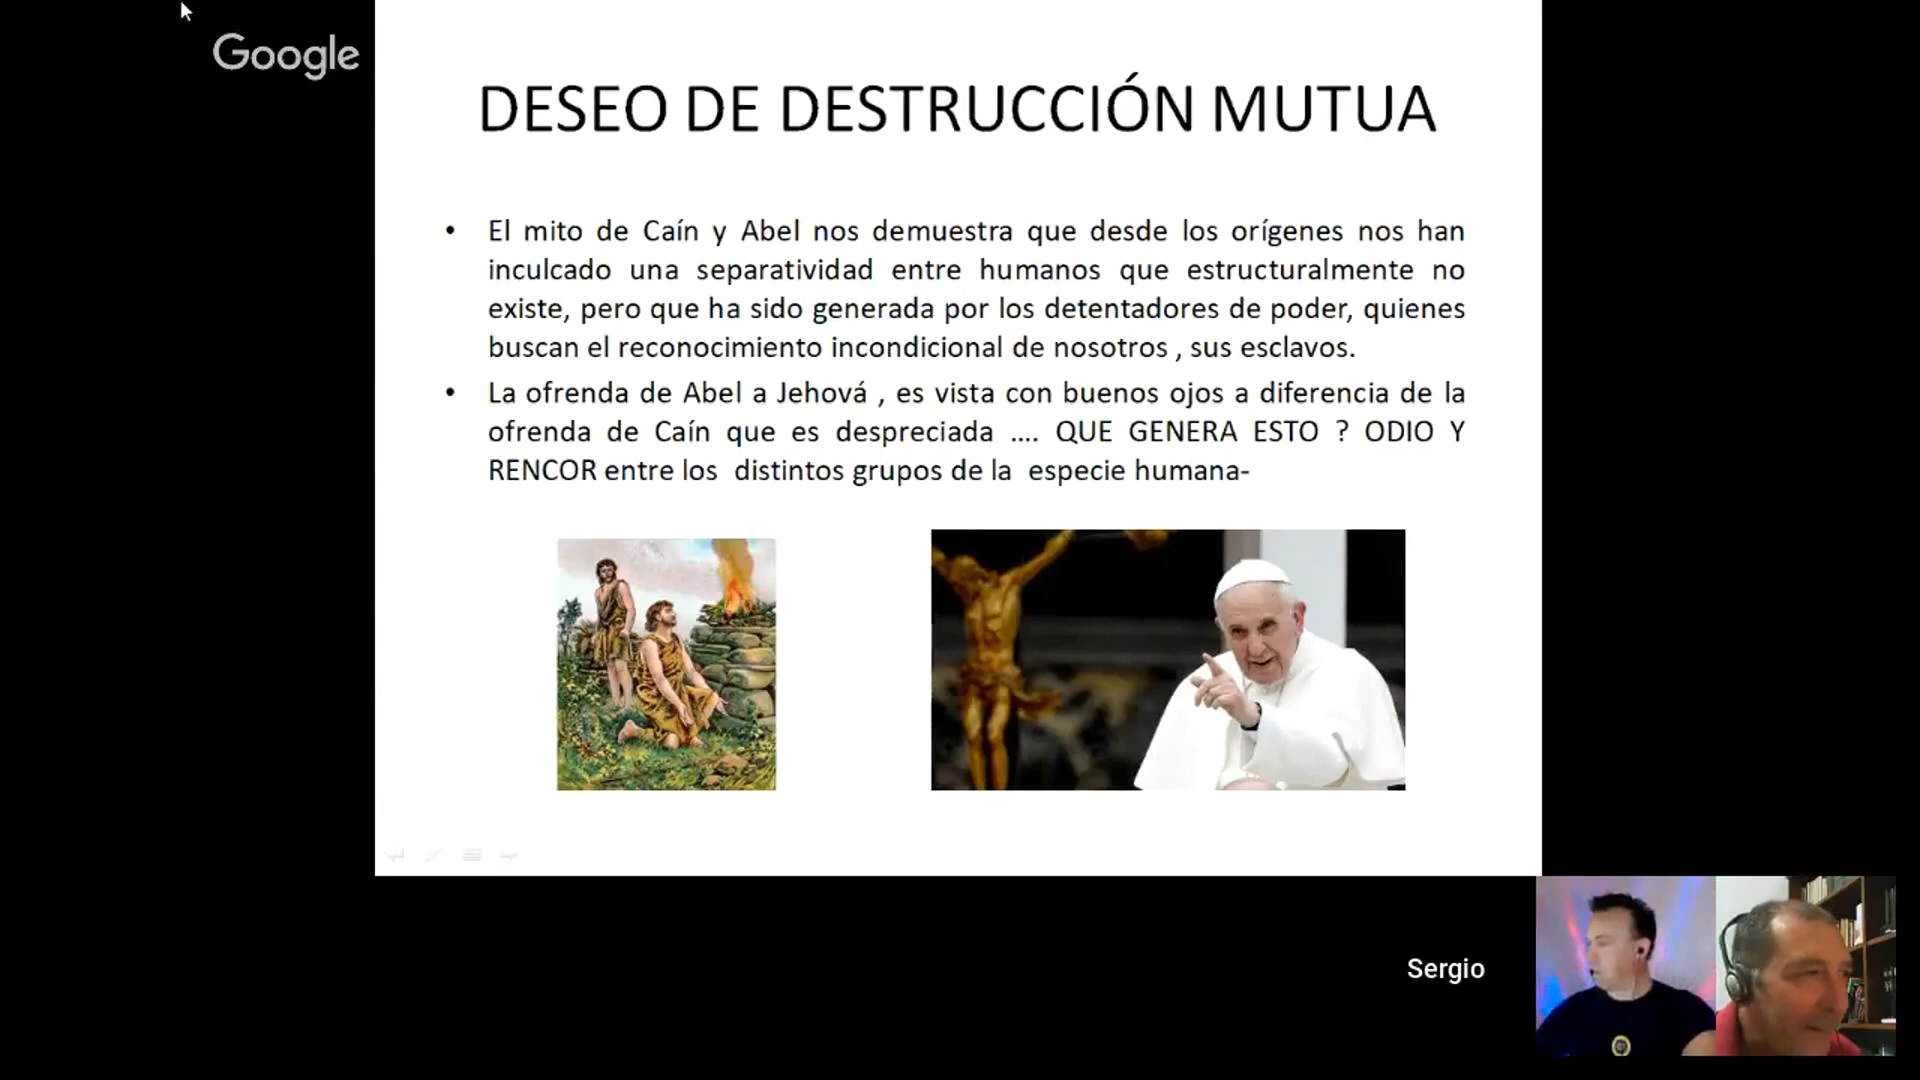 Google
DESEO DE DESTRUCCIÓN MUTUA
• El mito de Caín y Abel nos demuestra que desde los orígenes nos han
inculcado una separatividad entre humanos que estructuralmente no
existe, pero que ha sido generada por los detentadores de poder, quienes
buscan el reconocimiento incondicional de nosotros , sus esclavos.
• La ofrenda de Abel a Jehová , es vista con buenos ojos a diferencia de la
ofrenda de Caín que es despreciada .... QUE GENERA ESTO ? ODIO Y
RENCOR entre los distintos grupos de la especie humana-
Sergio